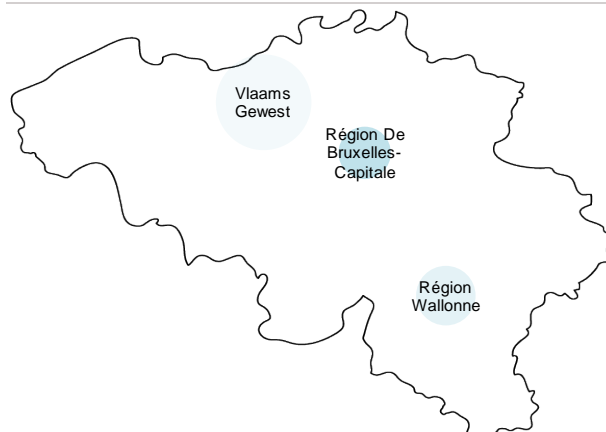 Vlaams
Gewest
Région De
Bruxelles-
Capitale
Région
Wallonne